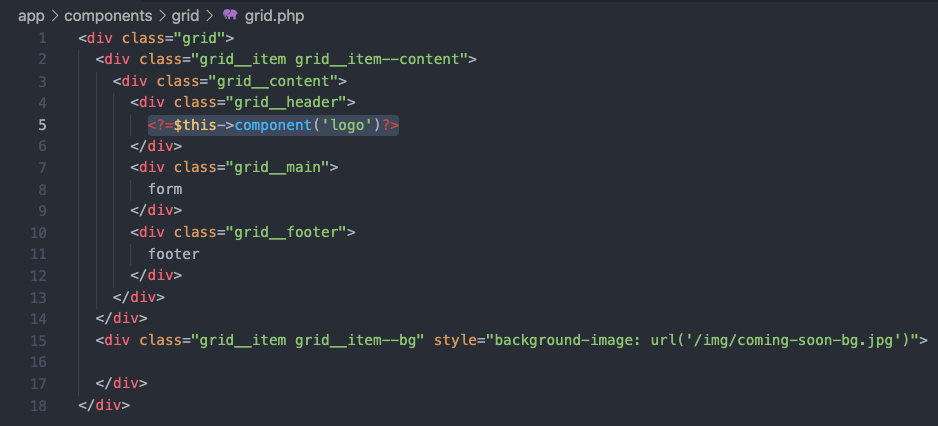 app > components > grid > grid.php
1 <div class="grid">
2 <div class="grid__item grid__item--content">
3 <div class="grid__content">
4 <div class="grid__header">
5 <?=$this->component('logo')?>
6 </div>
7 <div class="grid__main">
8 form
9 </div>
10 <div class="grid__footer">
11 footer
12 </div>
13 </div>
14 </div>
15 <div class="grid__item grid__item--bg" style="background-image: url('/img/coming-soon-bg.jpg')">
16
17 </div>
18 </div>